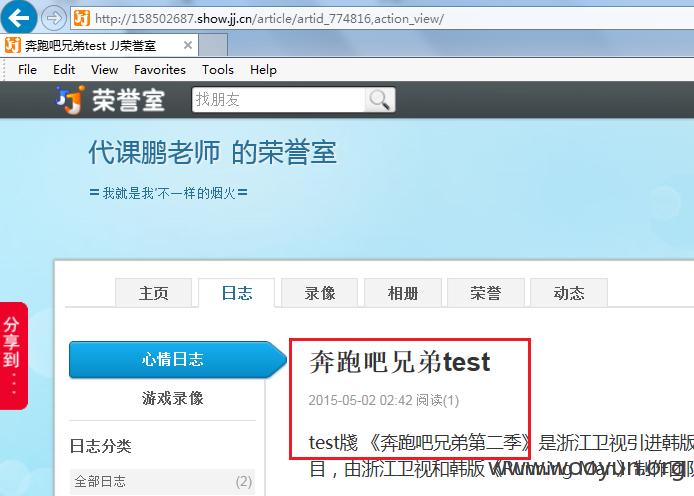 http://158502687.show.jj.cn/article/artid_774816,action_view/
奔跑吧兄弟test JJ荣誉室
File Edit View Favorites Tools Help
荣誉室 找朋友
代课鹏老师 的荣誉室
〓我就是我'不一样的烟火〓
主页 日志 录像 相册 荣誉 动态
分享到
心情日志
游戏录像
日志分类
全部日志 (2)
奔跑吧兄弟test
2015-05-02 02:42 阅读(1)
test牋 《奔跑吧兄弟第二季》是浙江卫视引进韩版
目，由浙江卫视和韩版《Running Man》制作团队
www.wooyun.org